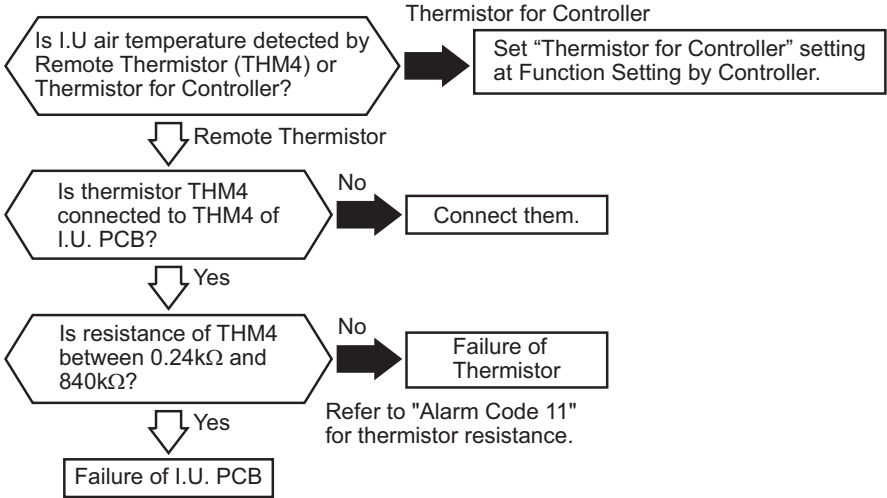 Thermistor for Controller
Is I.U air temperature detected by
Remote Thermistor (THM4) or
Thermistor for Controller?
Set “Thermistor for Controller” setting
at Function Setting by Controller.
Remote Thermistor
Is thermistor THM4
connected to THM4 of
I.U. PCB?
No
Connect them.
Yes
Is resistance of THM4
between 0.24kΩ and
840kΩ?
No
Failure of
Thermistor
Refer to "Alarm Code 11"
for thermistor resistance.
Yes
Failure of I.U. PCB